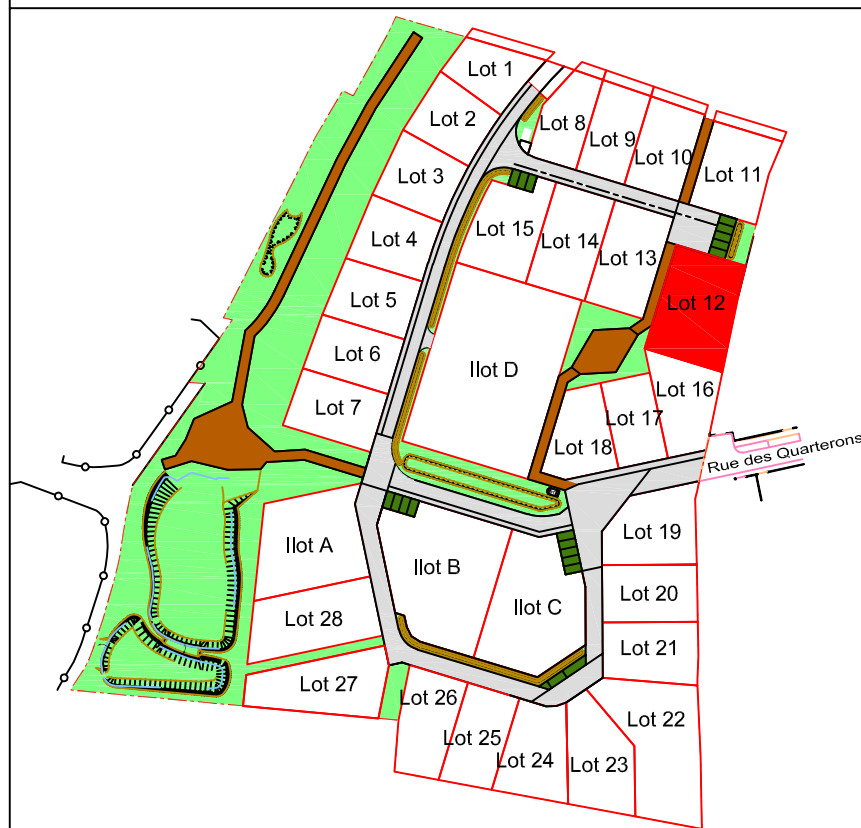 Lot 1
Lot 2
Lot 8
Lot 9
Lot 10
Lot 11
Lot 3
Lot 4
Lot 15
Lot 14
Lot 13
Lot 12
Lot 5
Lot 6
Ilot D
Lot 7
Lot 16
Lot 17
Lot 18
Rue des Quarterons
Ilot A
Ilot B
Ilot C
Lot 19
Lot 20
Lot 21
Lot 28
Lot 27
Lot 26
Lot 25
Lot 24
Lot 23
Lot 22